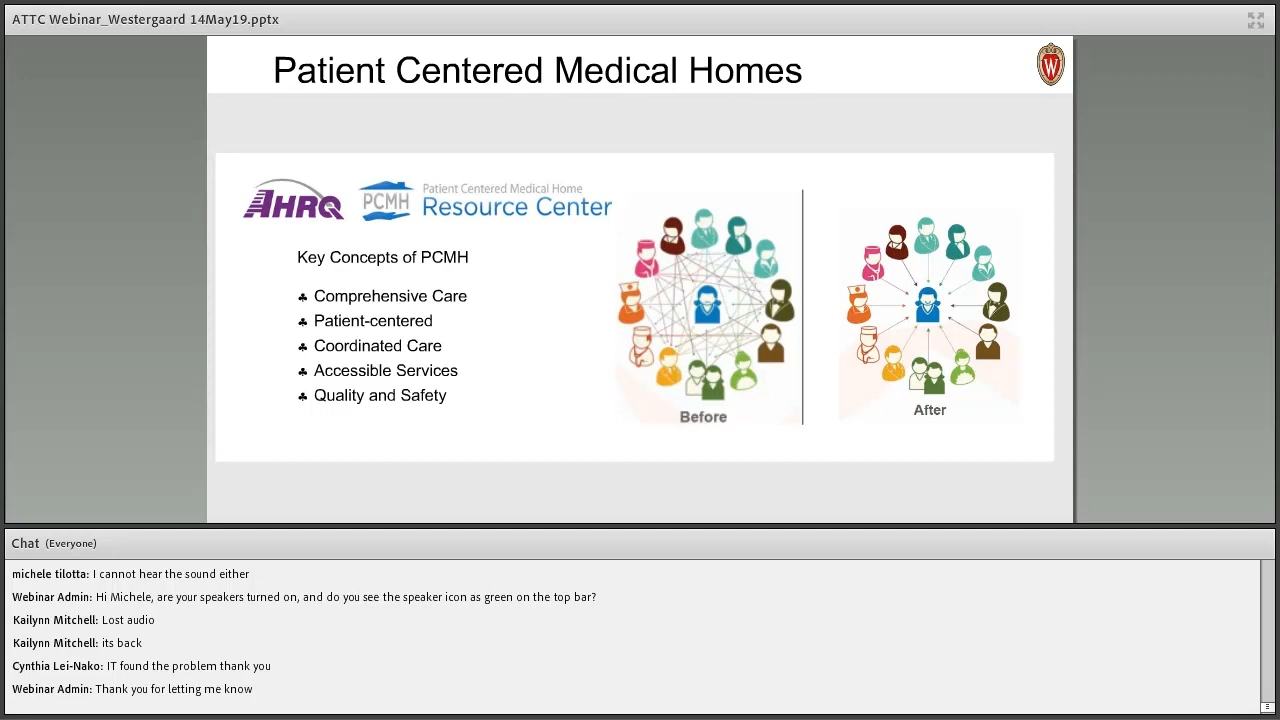 ATTC Webinar_Westergaard 14May19.pptx
Patient Centered Medical Homes
W
AHRQ
PCMH
Patient Centered Medical Home
Resource Center
Key Concepts of PCMH
♣ Comprehensive Care
♣ Patient-centered
♣ Coordinated Care
♣ Accessible Services
♣ Quality and Safety
Before
After
Chat (Everyone)
michele tilotta: I cannot hear the sound either
Webinar Admin: Hi Michele, are your speakers turned on, and do you see the speaker icon as green on the top bar?
Kailynn Mitchell: Lost audio
Kailynn Mitchell: its back
Cynthia Lei-Nako: IT found the problem thank you
Webinar Admin: Thank you for letting me know